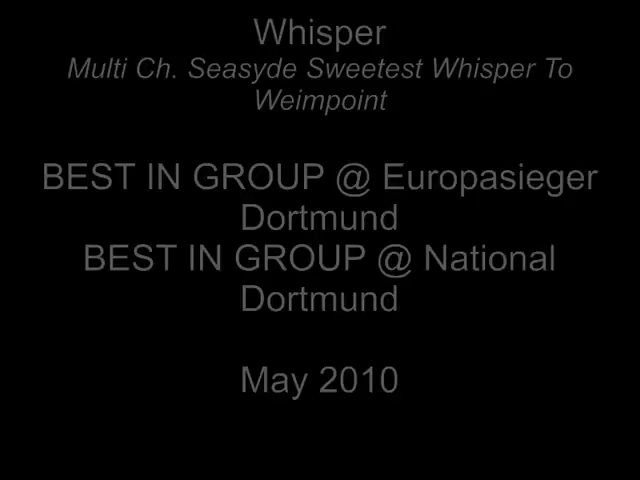 Whisper
Multi Ch. Seasyde Sweetest Whisper To
Weimpoint
BEST IN GROUP @ Europasieger
Dortmund
BEST IN GROUP @ National
Dortmund
May 2010